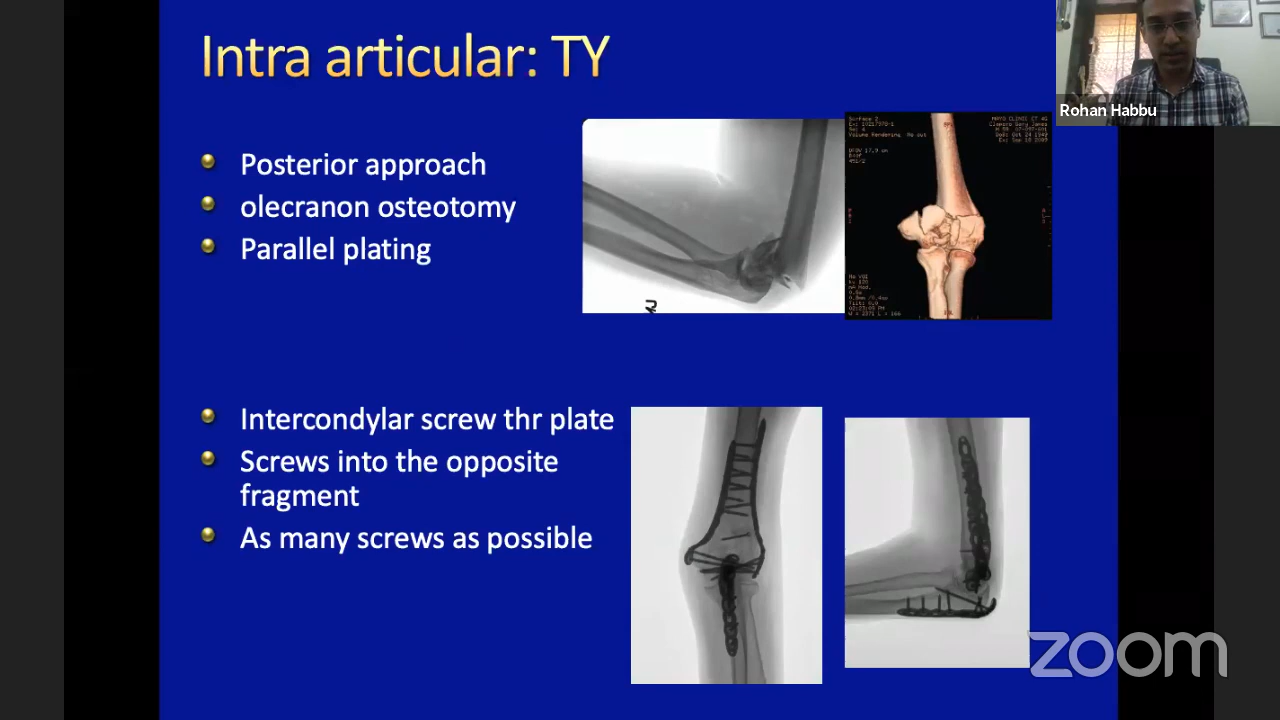 Intra articular: TY
Rohan Habbu
Posterior approach
olecranon osteotomy
Parallel plating
R
Intercondylar screw thr plate
Screws into the opposite
fragment
As many screws as possible
zoom